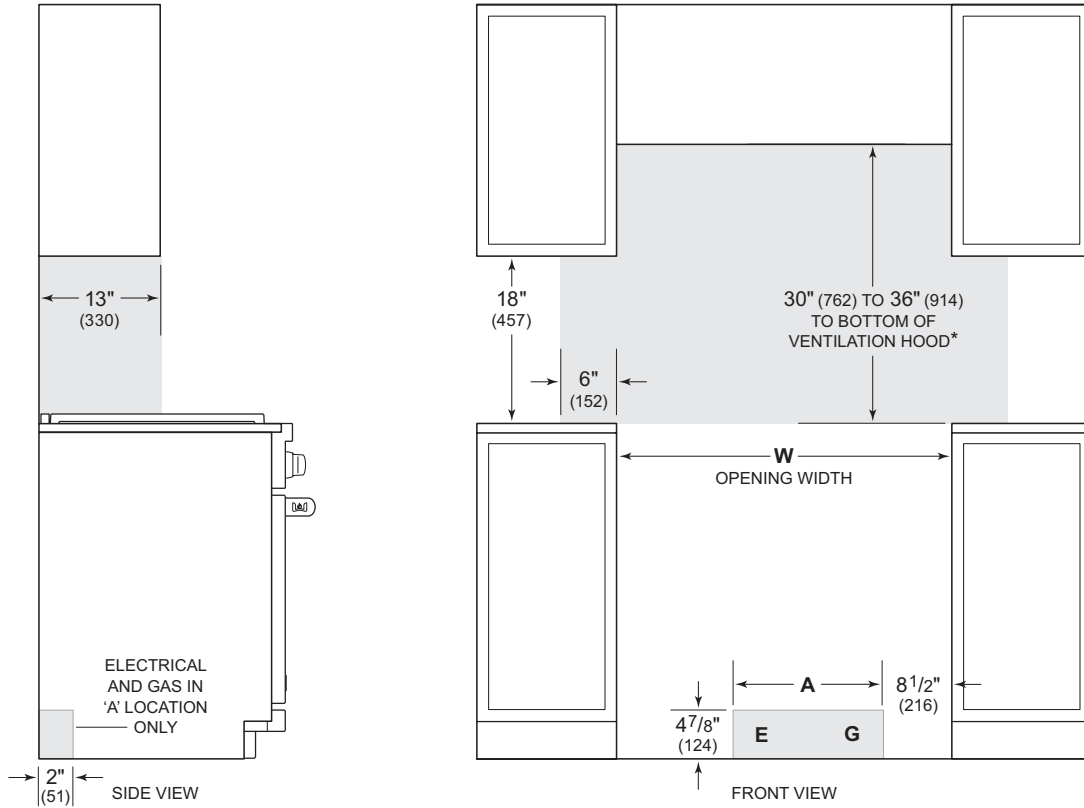 13"
(330)
18"
(457)
30" (762) TO 36" (914)
TO BOTTOM OF
VENTILATION HOOD*
6"
(152)
W
OPENING WIDTH
ELECTRICAL
AND GAS IN
‘A’ LOCATION
ONLY
A
8 1/2"
(216)
4 7/8"
(124)
E
G
2"
(51)
SIDE VIEW
FRONT VIEW